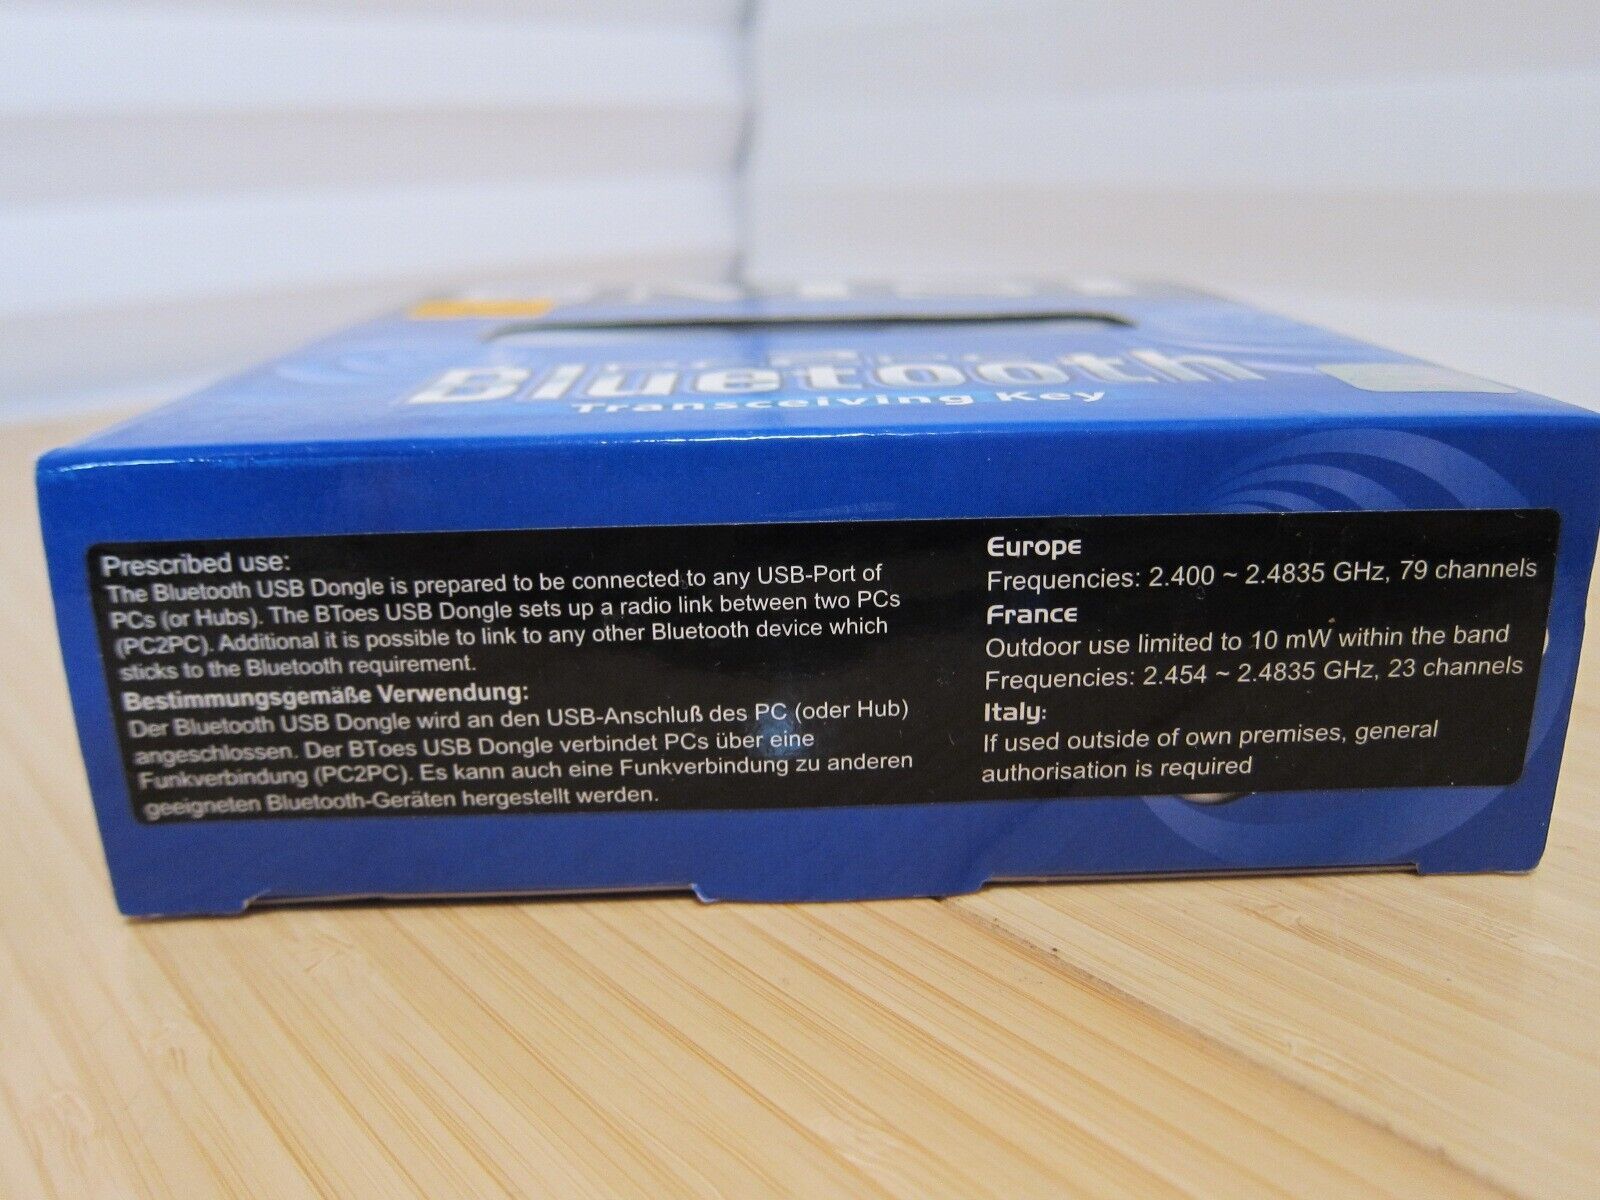 Bluetooth
Transceiving Key
Prescribed use:
The Bluetooth USB Dongle is prepared to be connected to any USB-Port of
PCs (or Hubs). The BToes USB Dongle sets up a radio link between two PCs
(PC2PC). Additional it is possible to link to any other Bluetooth device which
sticks to the Bluetooth requirement.
Bestimmungsgemäße Verwendung:
Der Bluetooth USB Dongle wird an den USB-Anschluß des PC (oder Hub)
angeschlossen. Der BToes USB Dongle verbindet PCs über eine
Funkverbindung (PC2PC). Es kann auch eine Funkverbindung zu anderen
geeigneten Bluetooth-Geräten hergestellt werden.
Europe
Frequencies: 2.400 ~ 2.4835 GHz, 79 channels
France
Outdoor use limited to 10 mW within the band
Frequencies: 2.454 ~ 2.4835 GHz, 23 channels
Italy:
If used outside of own premises, general
authorisation is required